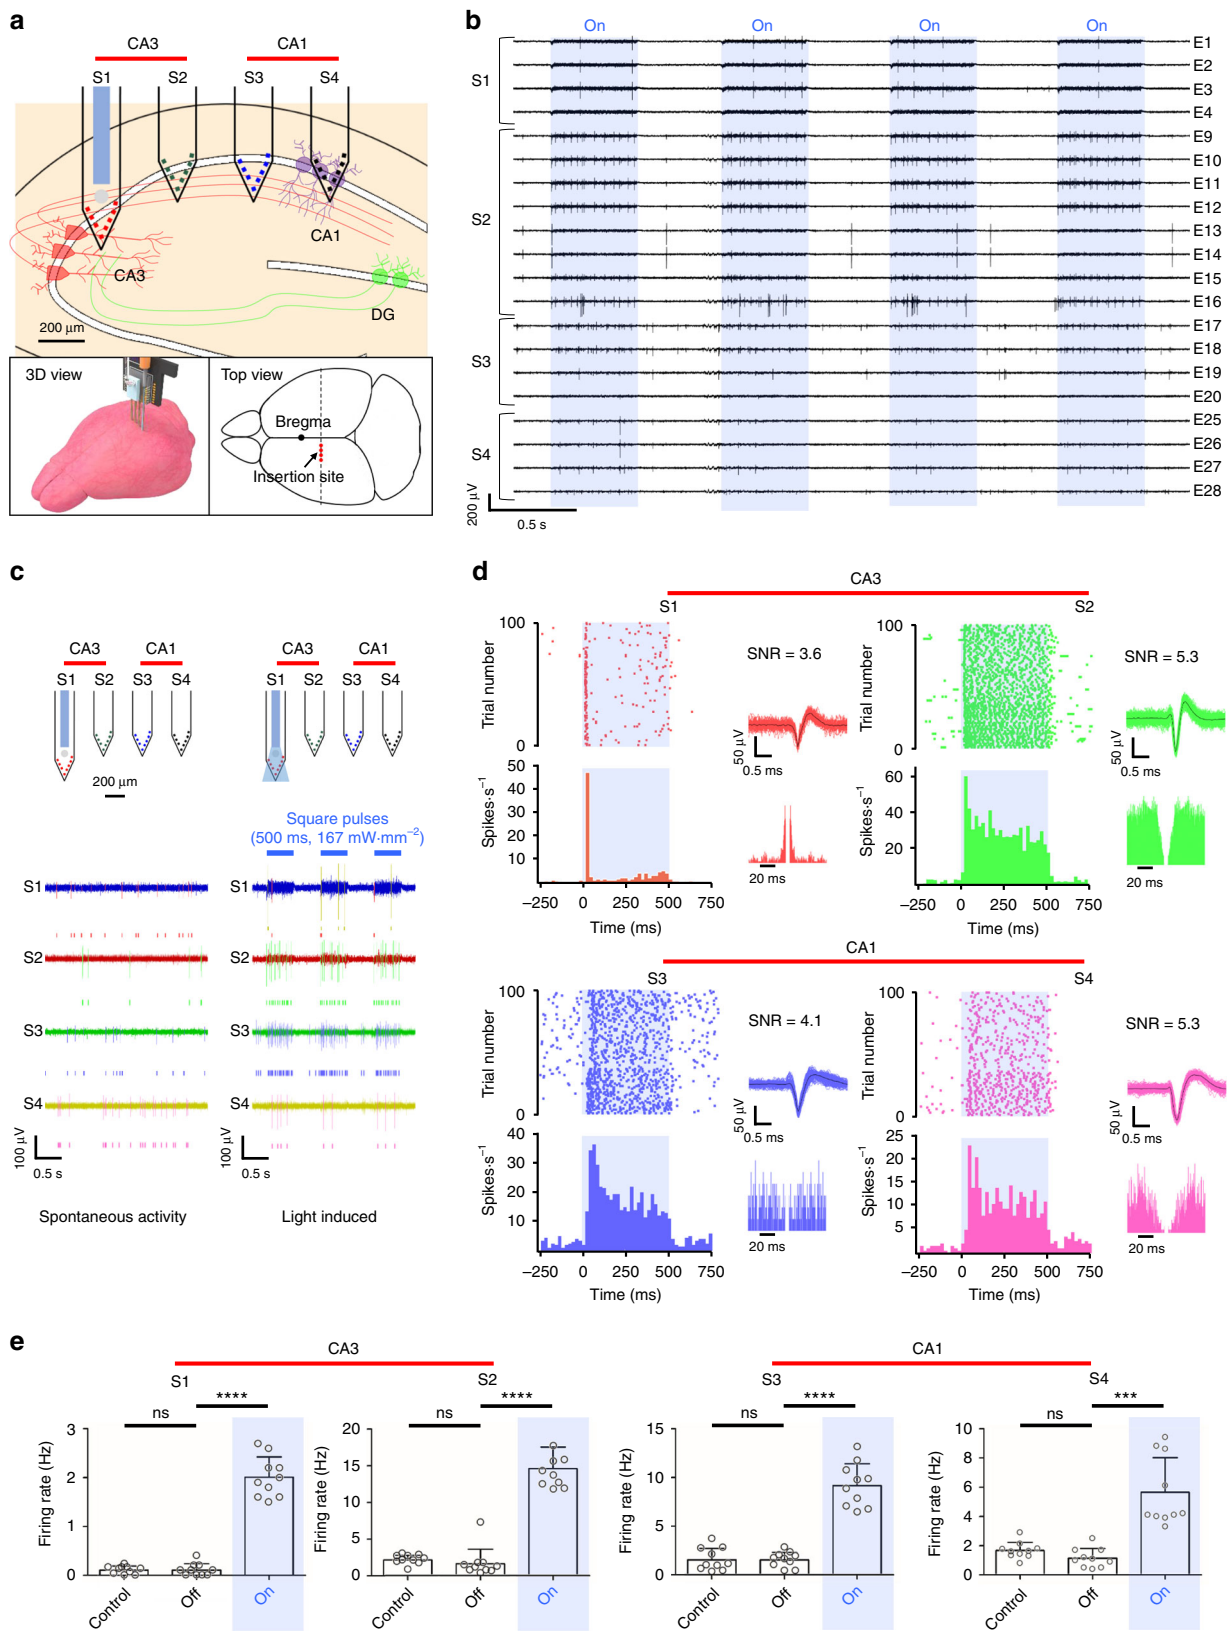 a
CA3
CA1
S1
S2
S3
S4
CA1
CA3
DG
200 μm
3D view
Top view
Bregma
Insertion site
b
On
On
On
On
S1
S2
S3
S4
E1
E2
E3
E4
E9
E10
E11
E12
E13
E14
E15
E16
E17
E18
E19
E20
E25
E26
E27
E28
200 μV
0.5 s
c
CA3
CA1
S1
S2
S3
S4
200 μm
CA3
CA1
S1
S2
S3
S4
Square pulses
(500 ms, 167 mW·mm⁻²)
S1
S2
S3
S4
100 μV
0.5 s
Spontaneous activity
S1
S2
S3
S4
100 μV
0.5 s
Light induced
d
CA3
S1
S2
Trial number
100
0
Spikes·s⁻¹
50
40
30
20
10
−250
0
250
500
750
Time (ms)
SNR = 3.6
50 μV
0.5 ms
20 ms
Trial number
100
0
Spikes·s⁻¹
60
40
20
−250
0
250
500
750
Time (ms)
SNR = 5.3
50 μV
0.5 ms
20 ms
CA1
S3
S4
Trial number
100
0
Spikes·s⁻¹
40
30
20
10
−250
0
250
500
750
Time (ms)
SNR = 4.1
50 μV
0.5 ms
20 ms
Trial number
100
0
Spikes·s⁻¹
25
20
15
10
5
−250
0
250
500
750
Time (ms)
SNR = 5.3
50 μV
0.5 ms
20 ms
e
CA3
S1
S2
CA1
S3
S4
ns
****
Firing rate (Hz)
3
2
1
0
Control
Off
On
ns
****
Firing rate (Hz)
20
15
10
5
0
Control
Off
On
ns
****
Firing rate (Hz)
15
10
5
0
Control
Off
On
ns
***
Firing rate (Hz)
10
8
6
4
2
0
Control
Off
On